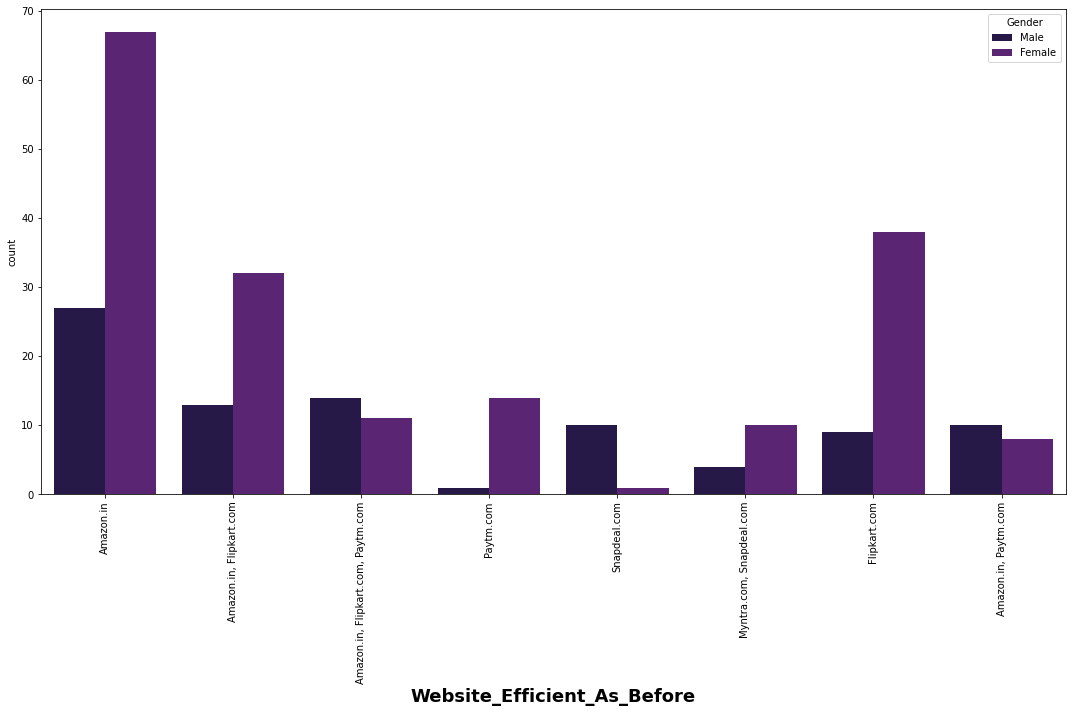 70
60
50
40
30
20
10
0
count
Gender
Male
Female
Amazon.in
Amazon.in, Flipkart.com
Amazon.in, Flipkart.com, Paytm.com
Paytm.com
Snapdeal.com
Myntra.com, Snapdeal.com
Flipkart.com
Amazon.in, Paytm.com
Website_Efficient_As_Before